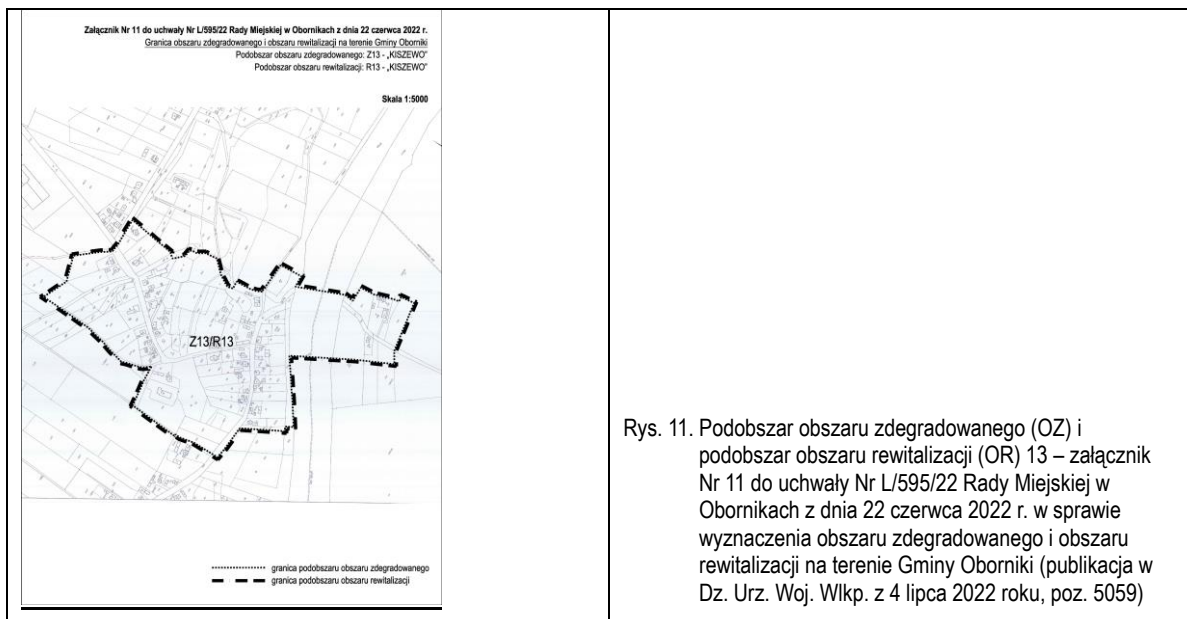 Załącznik Nr 11 do uchwały Nr L/595/22 Rady Miejskiej w Obornikach z dnia 22 czerwca 2022 r.
Granica obszaru zdegradowanego i obszaru rewitalizacji na terenie Gminy Oborniki
Podobszar obszaru zdegradowanego: Z13 - „KISZEWO"
Podobszar obszaru rewitalizacji: R13 - „KISZEWO"
Skala 1:5000
Z13/R13
granica podobszaru obszaru zdegradowanego
granica podobszaru obszaru rewitalizacji
Rys. 11. Podobszar obszaru zdegradowanego (OZ) i
podobszar obszaru rewitalizacji (OR) 13 – załącznik
Nr 11 do uchwały Nr L/595/22 Rady Miejskiej w
Obornikach z dnia 22 czerwca 2022 r. w sprawie
wyznaczenia obszaru zdegradowanego i obszaru
rewitalizacji na terenie Gminy Oborniki (publikacja w
Dz. Urz. Woj. Wlkp. z 4 lipca 2022 roku, poz. 5059)